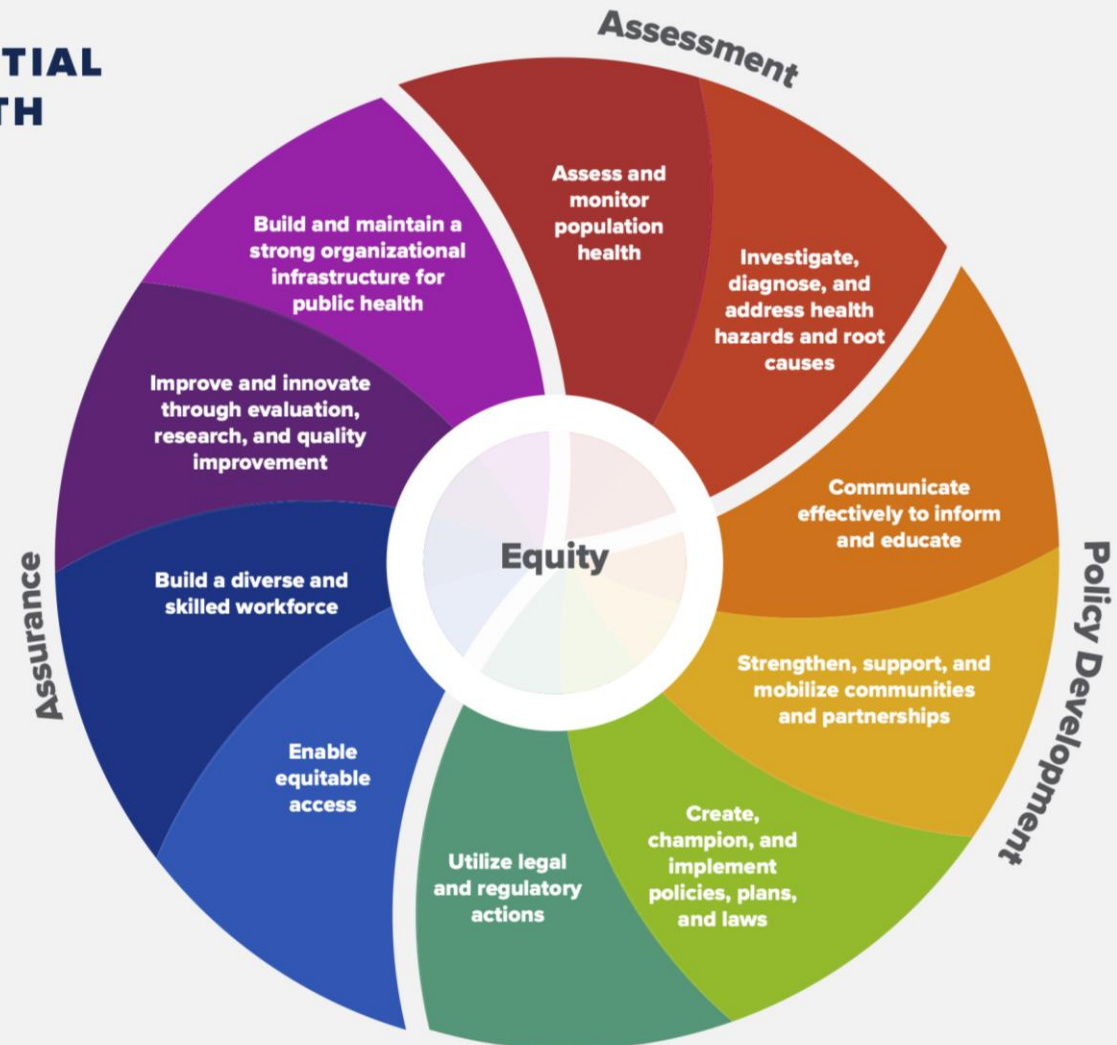 TIAL
TH
Assessment
Assess and
monitor
population
health
Investigate,
diagnose, and
address health
hazards and root
causes
Policy Development
Communicate
effectively to inform
and educate
Strengthen, support, and
mobilize communities
and partnerships
Create,
champion, and
implement
policies, plans,
and laws
Utilize legal
and regulatory
actions
Assurance
Enable
equitable
access
Build a diverse and
skilled workforce
Improve and innovate
through evaluation,
research, and quality
improvement
Build and maintain a
strong organizational
infrastructure for
public health
Equity